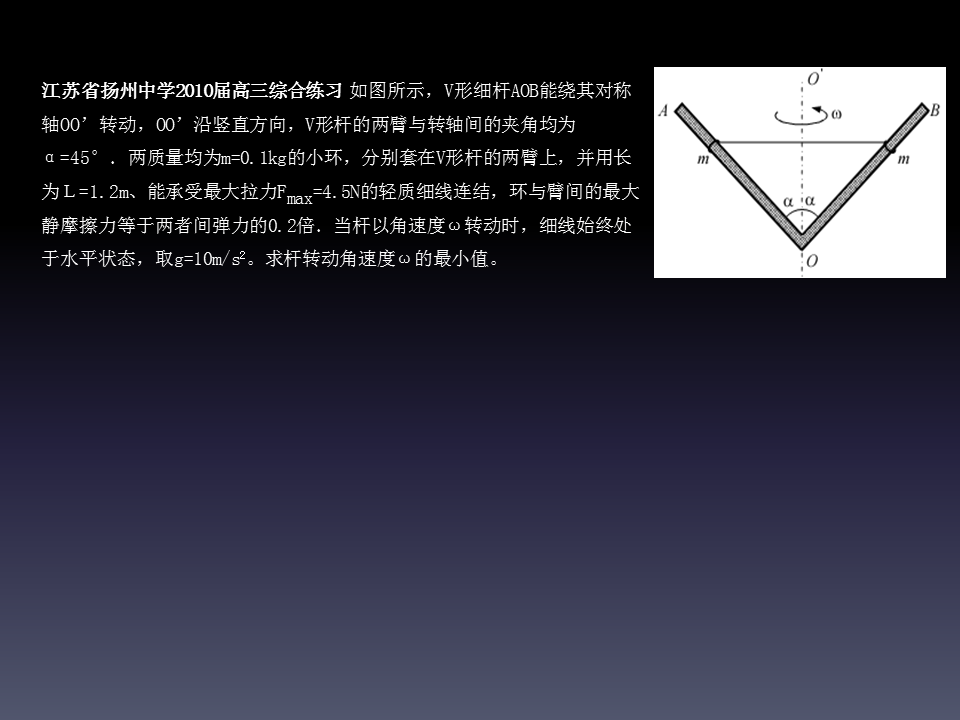 江苏省扬州中学2010届高三综合练习 如图所示，V形细杆AOB能绕其对称
轴OO’转动，OO’沿竖直方向，V形杆的两臂与转轴间的夹角均为
α=45°．两质量均为m=0.1kg的小环，分别套在V形杆的两臂上，并用长
为Ｌ=1.2m、能承受最大拉力Fmax=4.5N的轻质细线连结，环与臂间的最大
静摩擦力等于两者间弹力的0.2倍．当杆以角速度ω转动时，细线始终处
于水平状态，取g=10m/s²。求杆转动角速度ω的最小值。
O'
ω
A
B
m
m
α
α
O